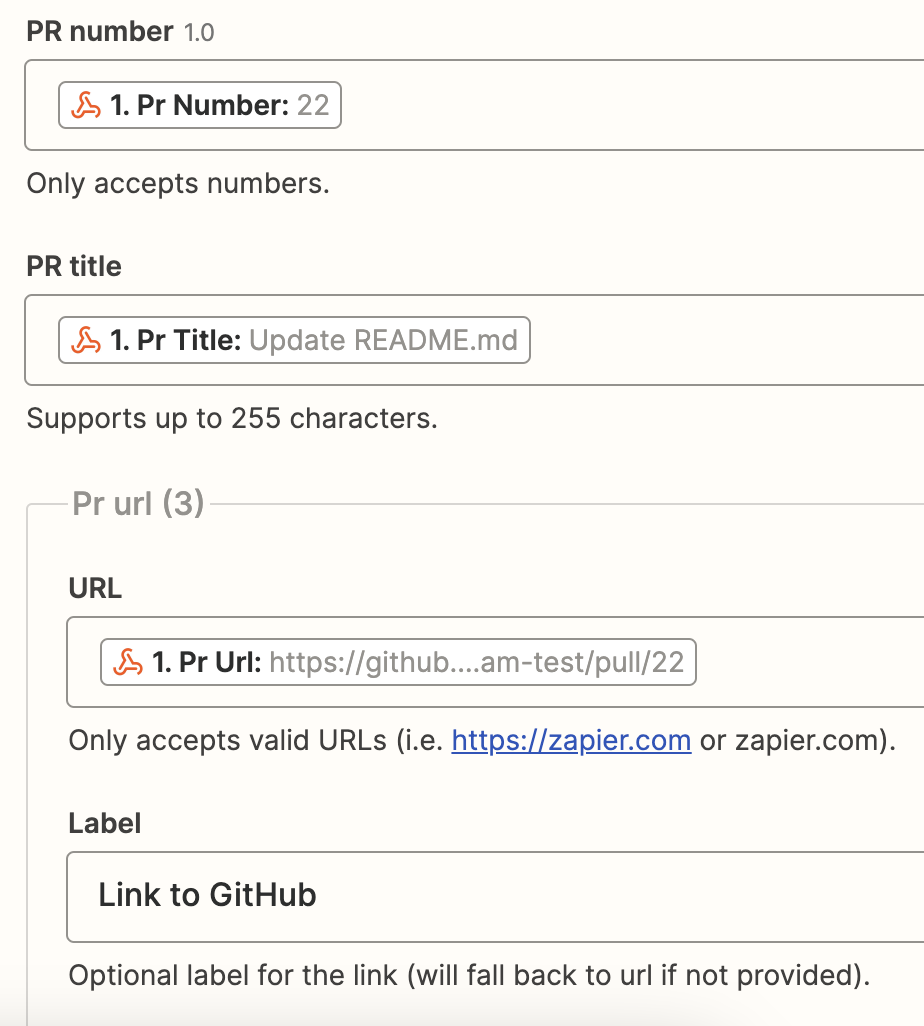 PR number 1.0
1. Pr Number: 22
Only accepts numbers.
PR title
1. Pr Title: Update README.md
Supports up to 255 characters.
Pr url (3)
URL
1. Pr Url: https://github....am-test/pull/22
Only accepts valid URLs (i.e. https://zapier.com or zapier.com).
Label
Link to GitHub
Optional label for the link (will fall back to url if not provided).